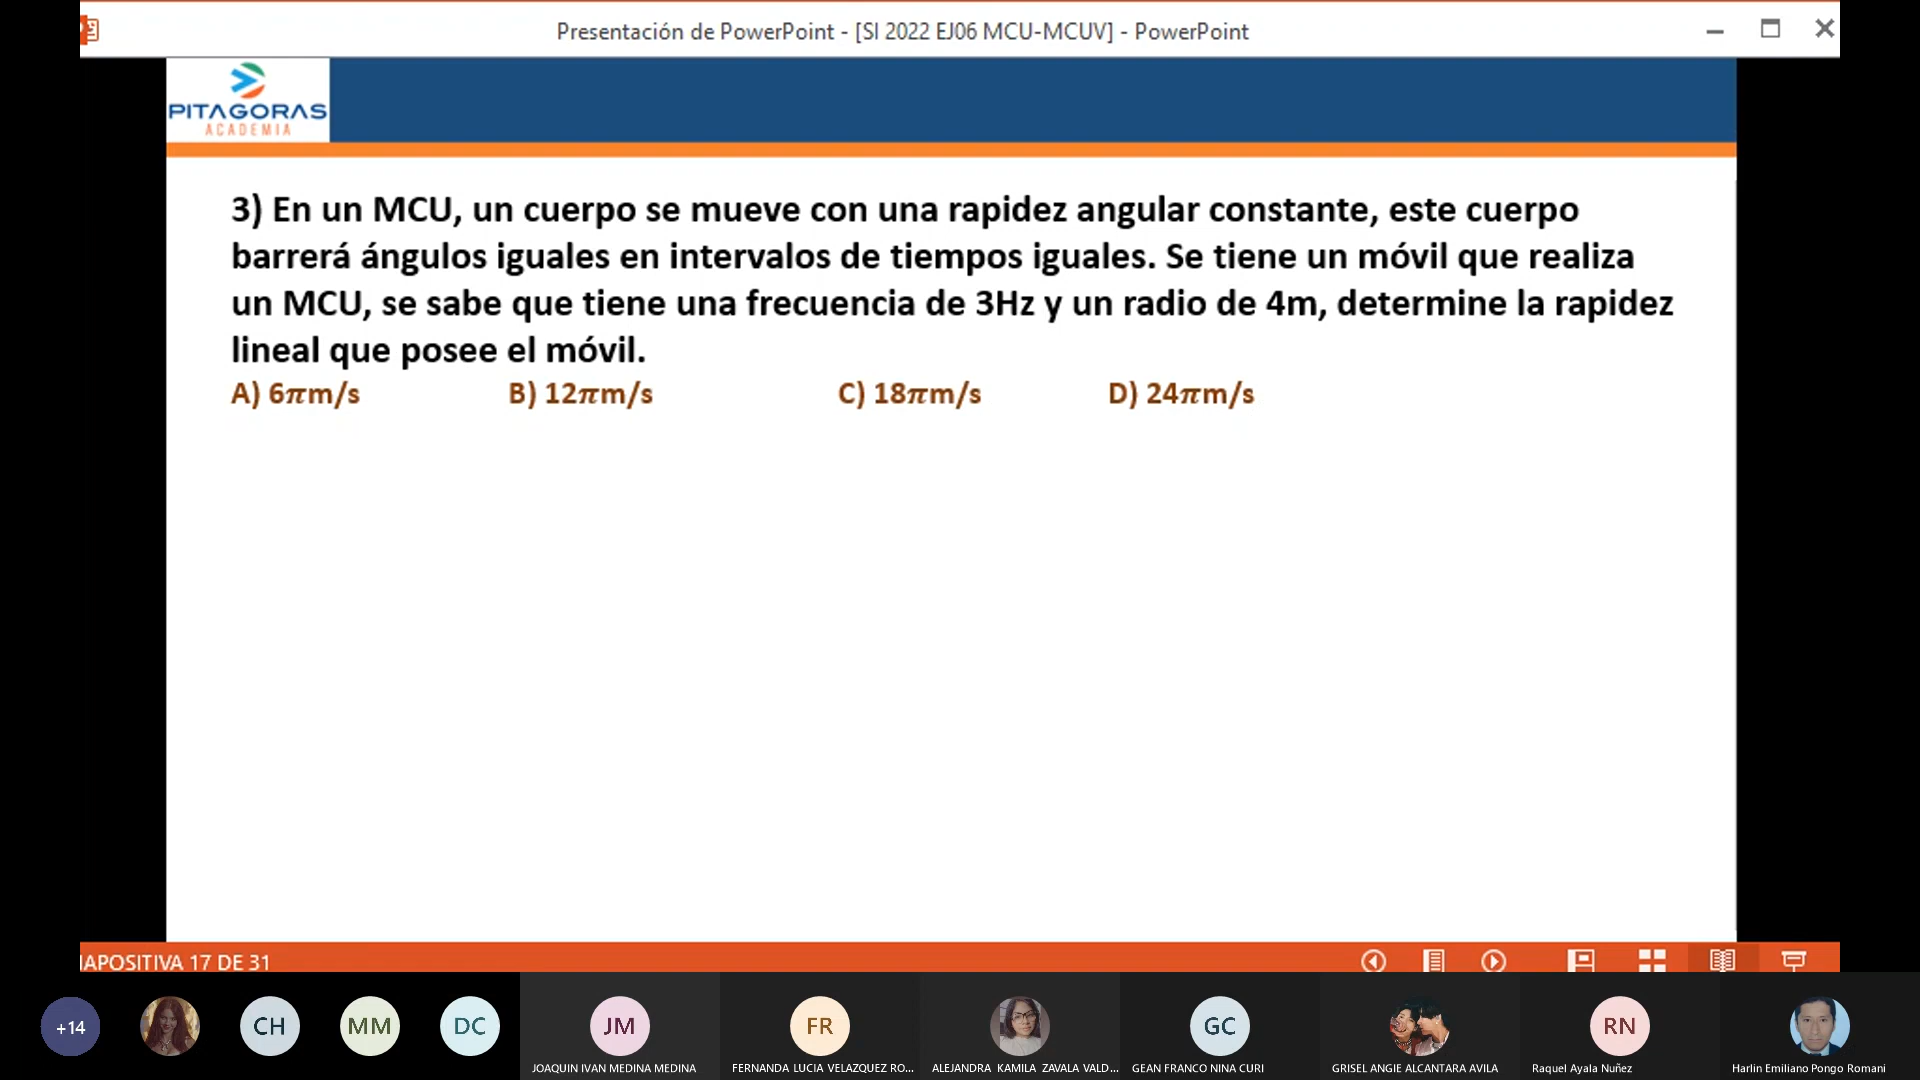 Presentación de PowerPoint - [SI 2022 EJ06 MCU-MCUV] - PowerPoint
PITAGORAS
ACADEMIA
3) En un MCU, un cuerpo se mueve con una rapidez angular constante, este cuerpo
barrerá ángulos iguales en intervalos de tiempos iguales. Se tiene un móvil que realiza
un MCU, se sabe que tiene una frecuencia de 3Hz y un radio de 4m, determine la rapidez
lineal que posee el móvil.
A) 6πm/s B) 12πm/s C) 18πm/s D) 24πm/s
IAPOSITIVA 17 DE 31
+14 CH MM DC JM FR GC RN
JOAQUIN IVAN MEDINA MEDINA FERNANDA LUCIA VELAZQUEZ RO... ALEJANDRA KAMILA ZAVALA VALD... GEAN FRANCO NINA CURI GRISEL ANGIE ALCANTARA AVILA Raquel Ayala Nuñez Harlin Emiliano Pongo Romani